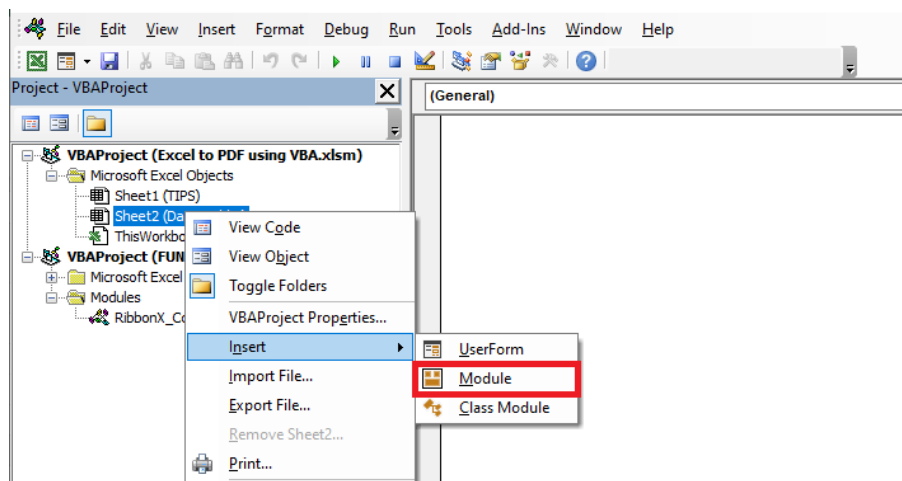 File Edit View Insert Format Debug Run Tools Add-Ins Window Help
Project - VBAProject
(General)
VBAProject (Excel to PDF using VBA.xlsm)
Microsoft Excel Objects
Sheet1 (TIPS)
Sheet2 (Da
ThisWorkbo
VBAProject (FUN
Microsoft Excel
Modules
RibbonX_Co
View Code
View Object
Toggle Folders
VBAProject Properties...
Insert
Import File...
Export File...
Remove Sheet2...
Print...
UserForm
Module
Class Module